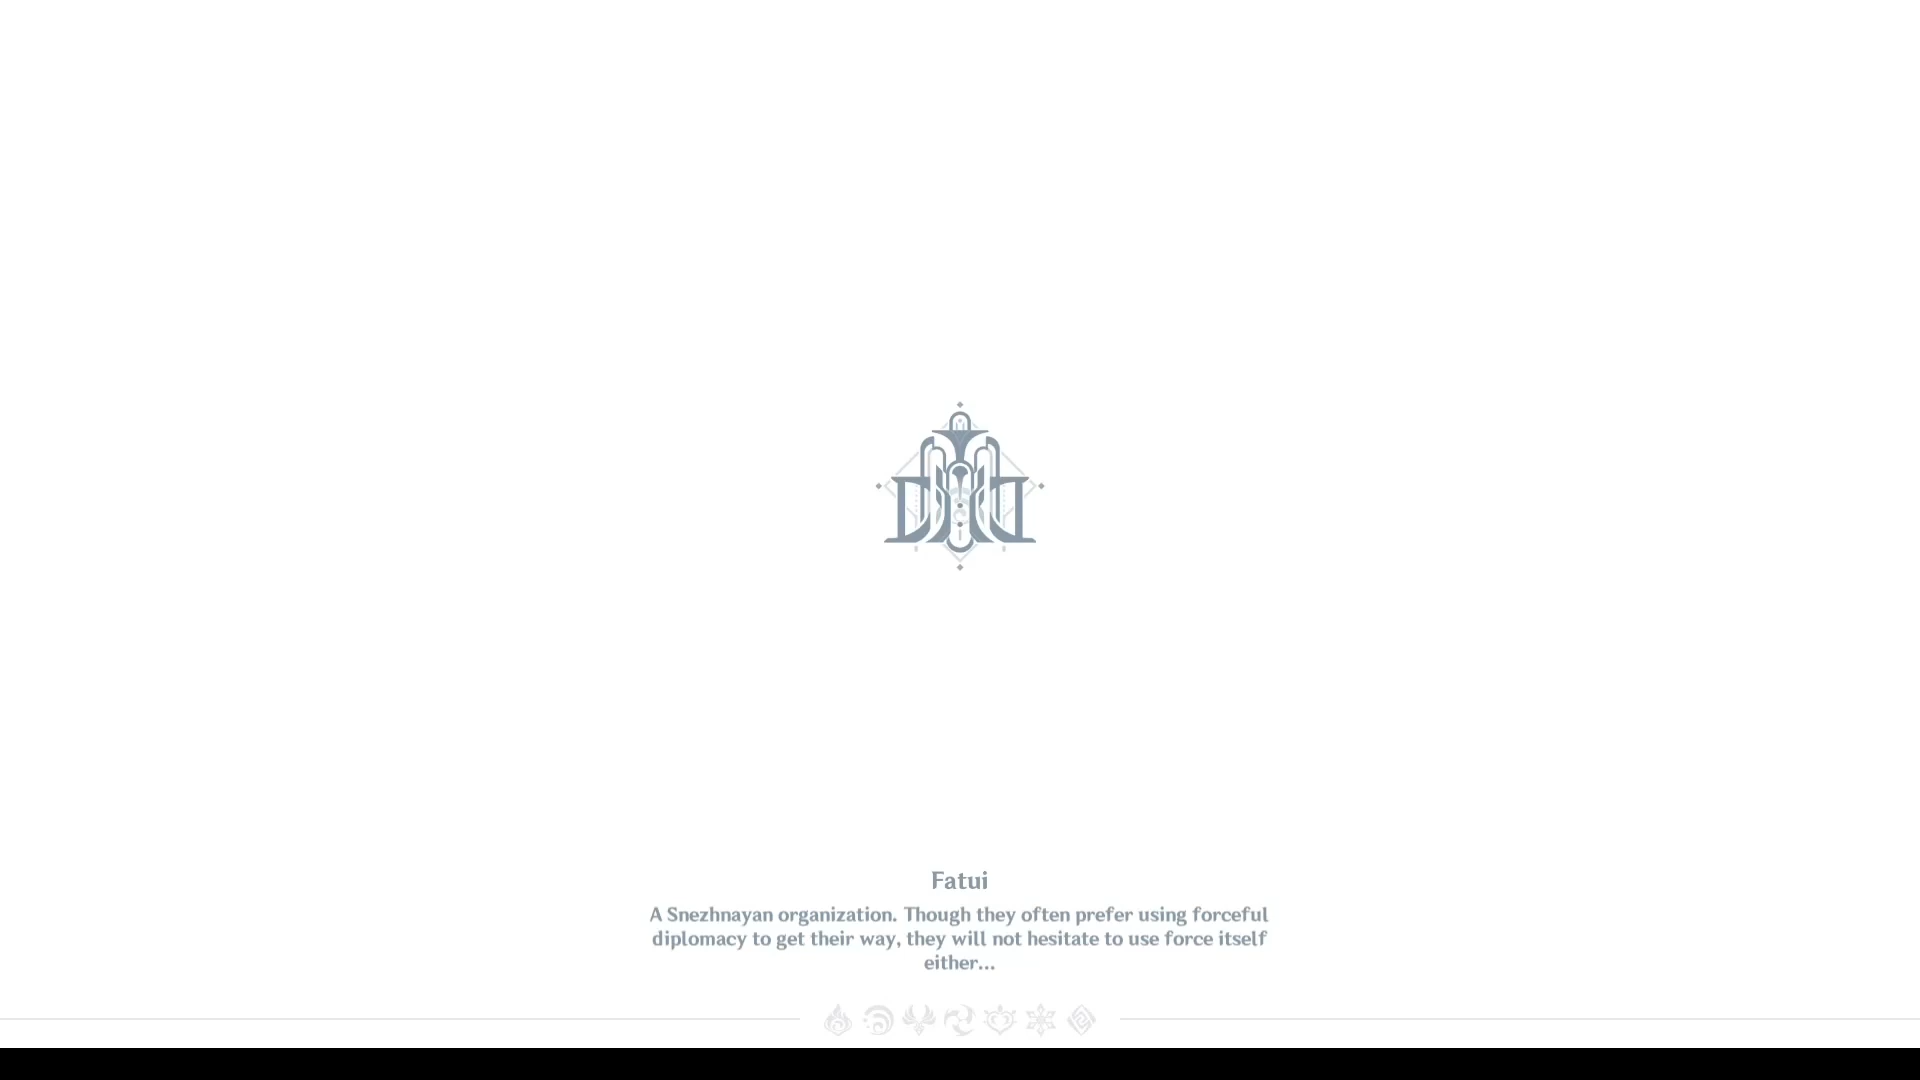 Fatui
A Snezhnayan organization. Though they often prefer using forceful
diplomacy to get their way, they will not hesitate to use force itself
either...